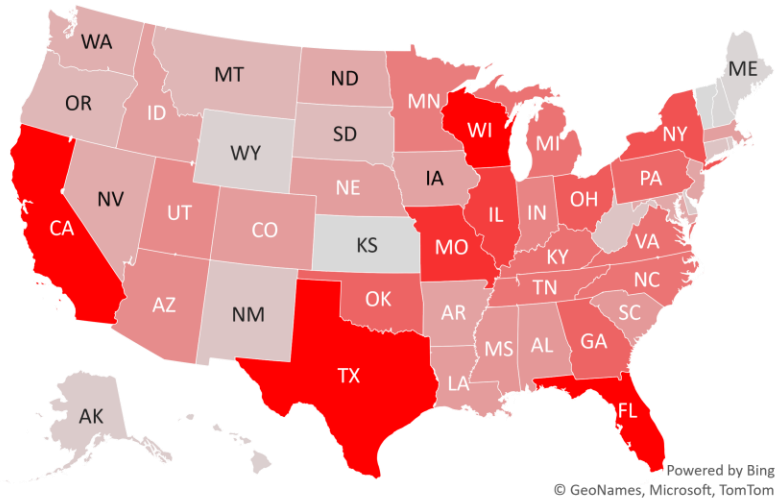 WA
MT
ND
ME
OR
ID
MN
SD
WI
NY
WY
MI
IA
PA
NE
NV
OH
IL
IN
UT
CO
CA
KS
MO
VA
KY
NC
TN
AZ
OK
NM
AR
SC
MS
AL
GA
TX
LA
FL
AK
Powered by Bing
© GeoNames, Microsoft, TomTom